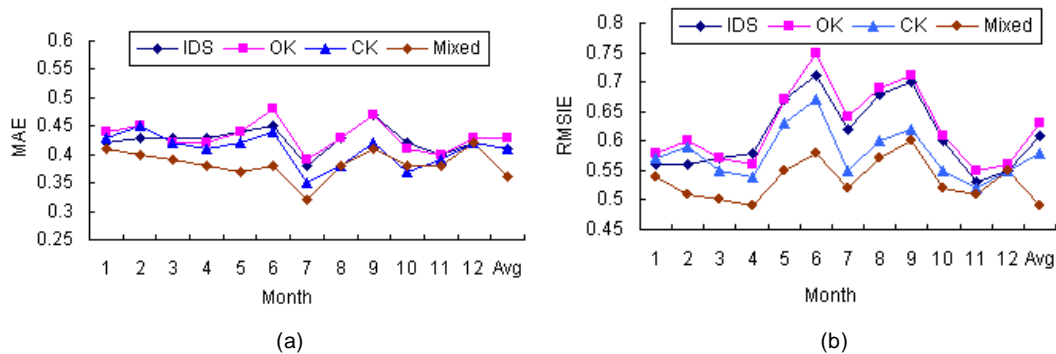 0.6
0.55
0.5
0.45
0.4
0.35
0.3
0.25
MAE
IDS OK CK Mixed
1 2 3 4 5 6 7 8 9 10 11 12 Avg
Month
(a)
0.8
0.75
0.7
0.65
0.6
0.55
0.5
0.45
RMSIE
IDS OK CK Mixed
1 2 3 4 5 6 7 8 9 10 11 12 Avg
Month
(b)